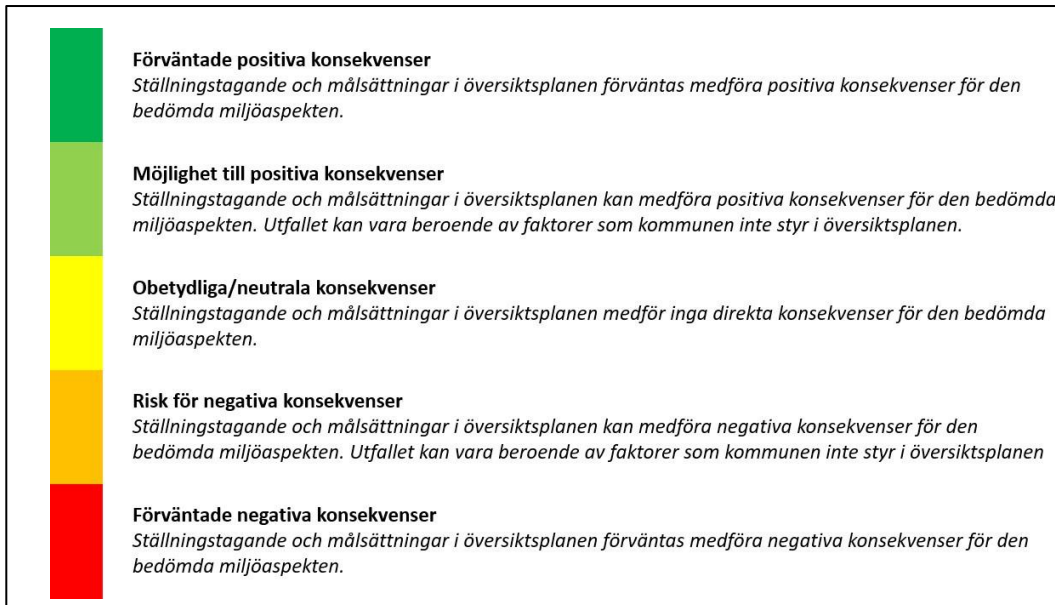 Förväntade positiva konsekvenser
Ställningstagande och målsättningar i översiktsplanen förväntas medföra positiva konsekvenser för den
bedömda miljöaspekten.
Möjlighet till positiva konsekvenser
Ställningstagande och målsättningar i översiktsplanen kan medföra positiva konsekvenser för den bedömda
miljöaspekten. Utfallet kan vara beroende av faktorer som kommunen inte styr i översiktsplanen.
Obetydliga/neutrala konsekvenser
Ställningstagande och målsättningar i översiktsplanen medför inga direkta konsekvenser för den bedömda
miljöaspekten.
Risk för negativa konsekvenser
Ställningstagande och målsättningar i översiktsplanen kan medföra negativa konsekvenser för den
bedömda miljöaspekten. Utfallet kan vara beroende av faktorer som kommunen inte styr i översiktsplanen
Förväntade negativa konsekvenser
Ställningstagande och målsättningar i översiktsplanen förväntas medföra negativa konsekvenser för den
bedömda miljöaspekten.